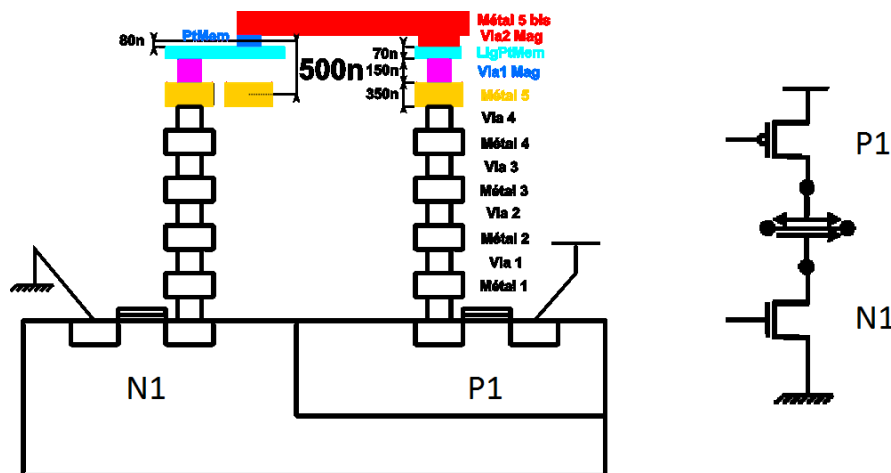 Métal 5 bis
80n PtMem Via2 Mag
70n LigPtMem
500n 150n Via1 Mag
350n Métal 5
Via 4
Métal 4
Via 3
Métal 3
Via 2
Métal 2
Via 1
Métal 1
N1 P1
P1
N1